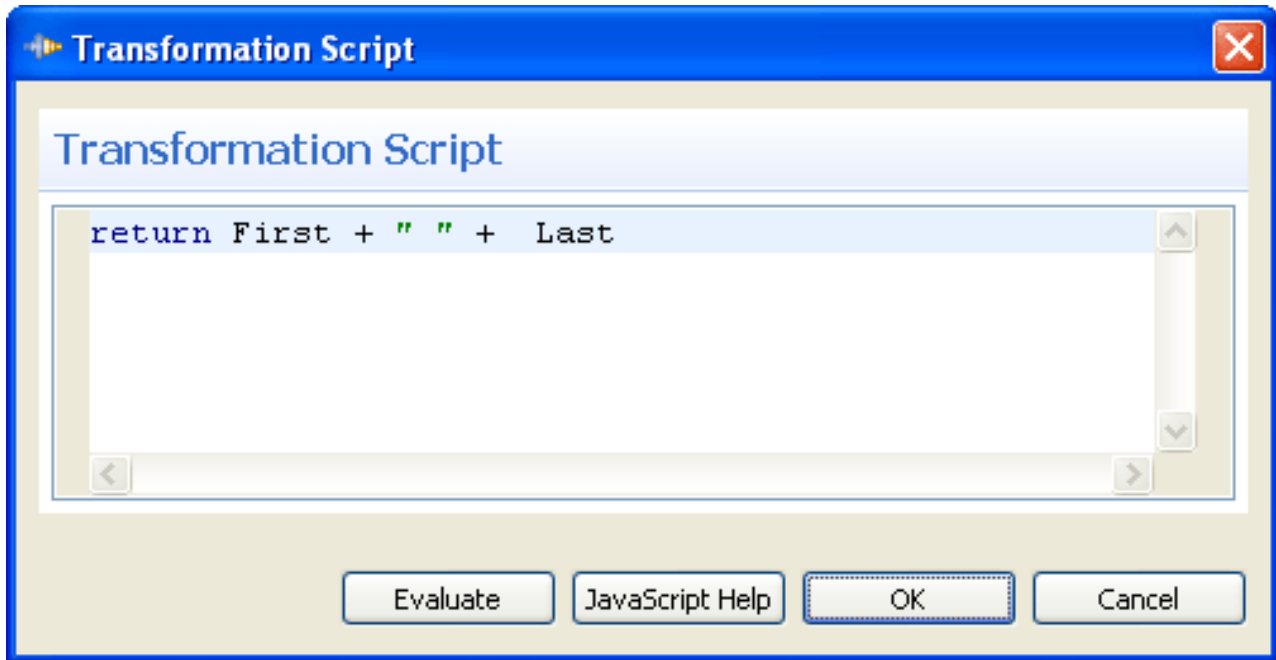 Transformation Script
Transformation Script
return First + " " +  Last
Evaluate
JavaScript Help
OK
Cancel